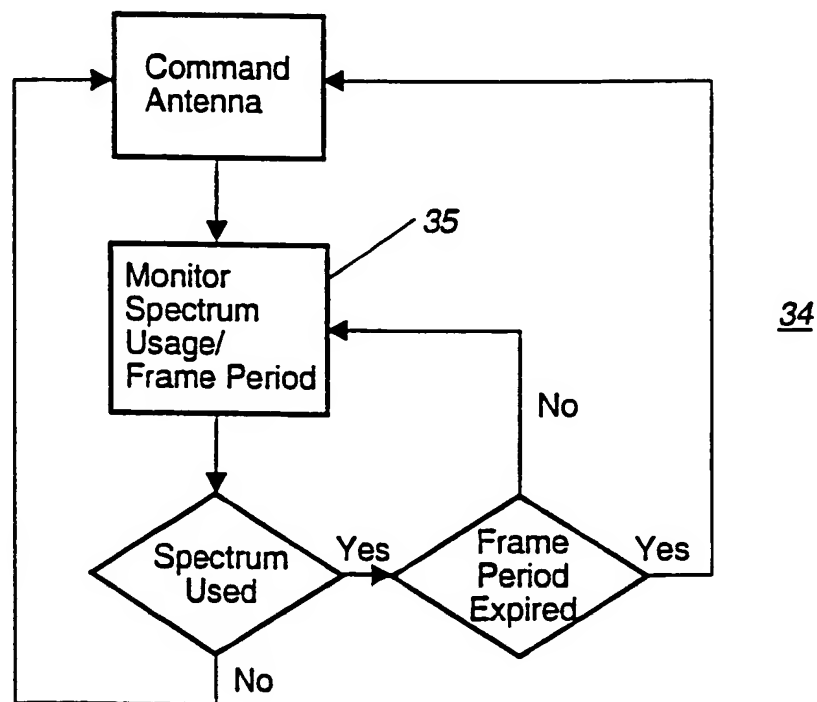 Command
Antenna
35
Monitor
Spectrum
Usage/
Frame Period
34
No
Spectrum
Used
Yes
Frame
Period
Expired
Yes
No